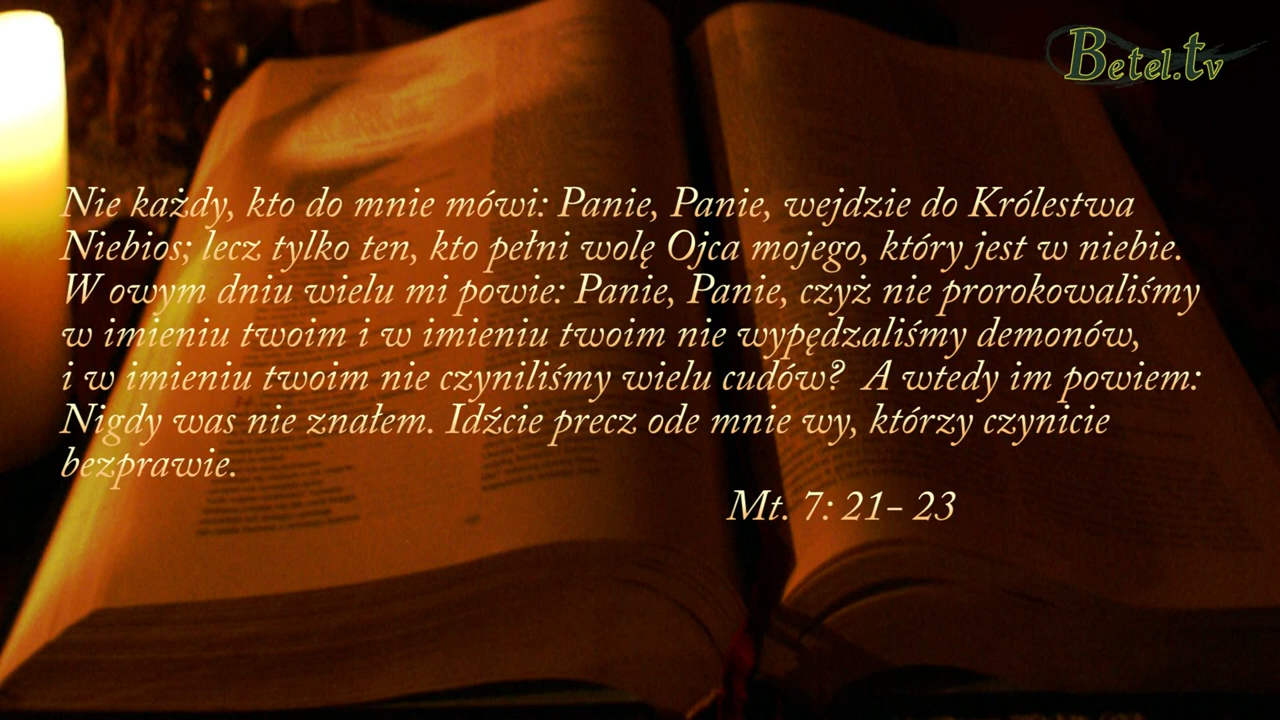 Betel.tv
Nie każdy, kto do mnie mówi: Panie, Panie, wejdzie do Królestwa
Niebios; lecz tylko ten, kto pełni wolę Ojca mojego, który jest w niebie.
W owym dniu wielu mi powie: Panie, Panie, czyż nie prorokowaliśmy
w imieniu twoim i w imieniu twoim nie wypędzaliśmy demonów,
i w imieniu twoim nie czyniliśmy wielu cudów? A wtedy im powiem:
Nigdy was nie znałem. Idźcie precz ode mnie wy, którzy czynicie
bezprawie.
Mt. 7: 21- 23